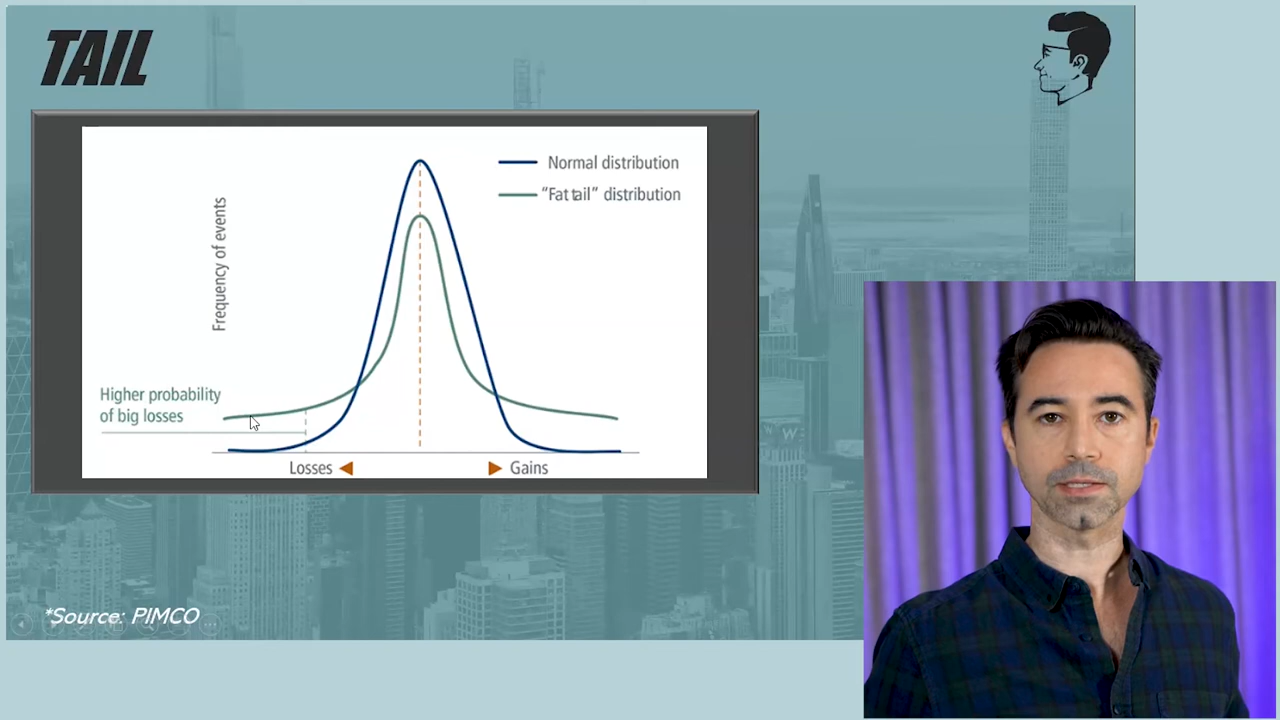 TAIL
Normal distribution
“Fat tail” distribution
Frequency of events
Higher probability
of big losses
Losses
Gains
*Source: PIMCO